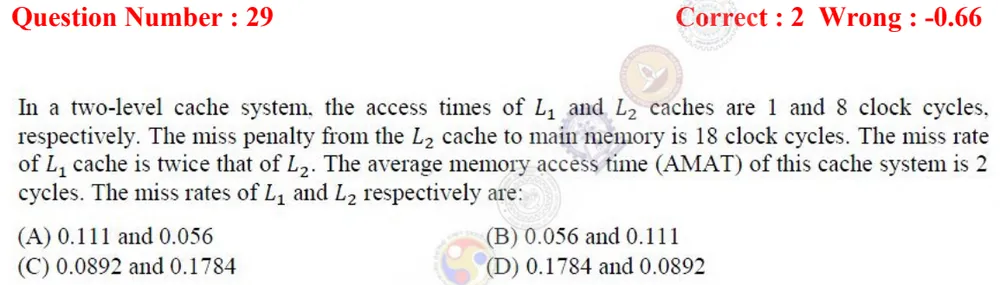 Question Number : 29 Correct : 2 Wrong : -0.66
In a two-level cache system, the access times of L₁ and L₂ caches are 1 and 8 clock cycles,
respectively. The miss penalty from the L₂ cache to main memory is 18 clock cycles. The miss rate
of L₁ cache is twice that of L₂. The average memory access time (AMAT) of this cache system is 2
cycles. The miss rates of L₁ and L₂ respectively are:
(A) 0.111 and 0.056 (B) 0.056 and 0.111
(C) 0.0892 and 0.1784 (D) 0.1784 and 0.0892